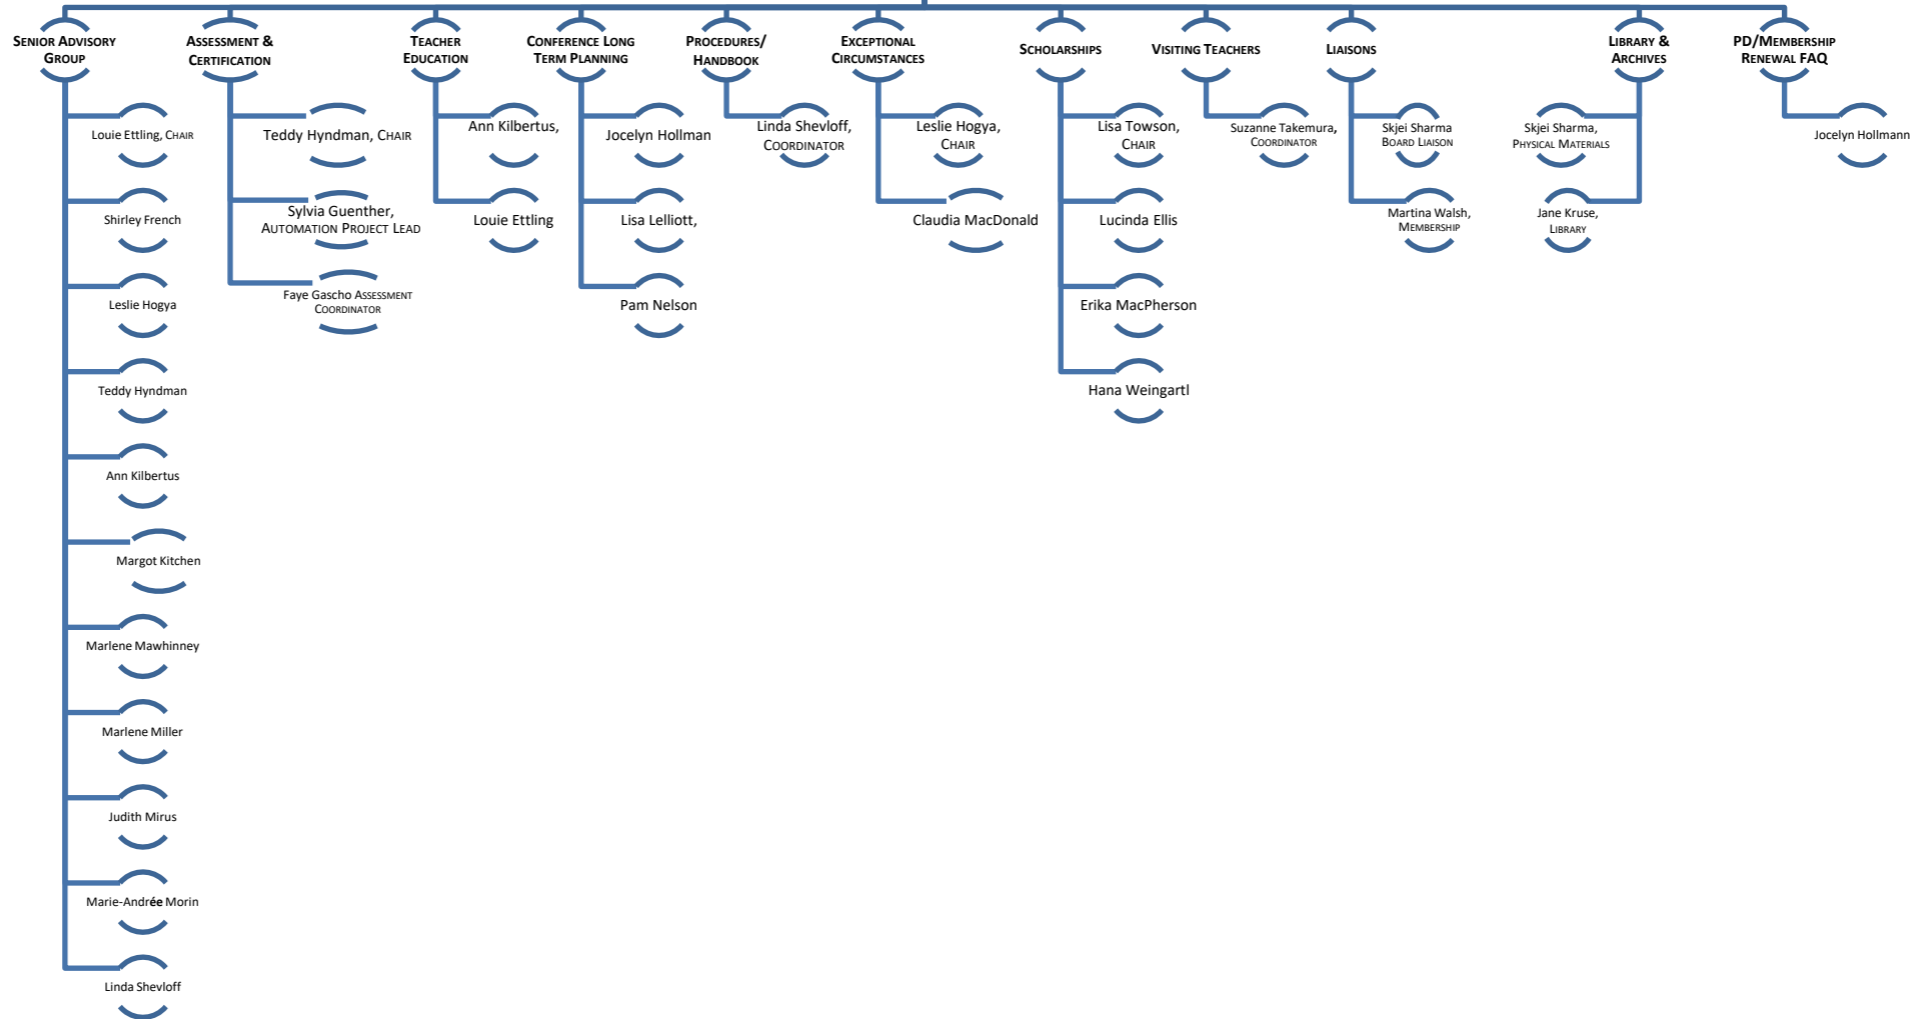 SENIOR ADVISORY
GROUP
Louie Ettling, CHAIR
Shirley French
Leslie Hogya
Teddy Hyndman
Ann Kilbertus
Margot Kitchen
Marlene Mawhinney
Marlene Miller
Judith Mirus
Marie-Andrée Morin
Linda Shevloff
ASSESSMENT &
CERTIFICATION
Teddy Hyndman, CHAIR
Sylvia Guenther,
AUTOMATION PROJECT LEAD
Faye Gascho ASSESSMENT
COORDINATOR
TEACHER
EDUCATION
Ann Kilbertus,
Louie Ettling
CONFERENCE LONG
TERM PLANNING
Jocelyn Hollman
Lisa Lelliott,
Pam Nelson
PROCEDURES/
HANDBOOK
Linda Shevloff,
COORDINATOR
EXCEPTIONAL
CIRCUMSTANCES
Leslie Hogya,
CHAIR
Claudia MacDonald
SCHOLARSHIPS
Lisa Towson,
CHAIR
Lucinda Ellis
Erika MacPherson
Hana Weingartl
VISITING TEACHERS
Suzanne Takemura,
COORDINATOR
LIAISONS
Skjei Sharma
BOARD LIAISON
Martina Walsh,
MEMBERSHIP
LIBRARY &
ARCHIVES
Skjei Sharma,
PHYSICAL MATERIALS
Jane Kruse,
LIBRARY
PD/MEMBERSHIP
RENEWAL FAQ
Jocelyn Hollmann